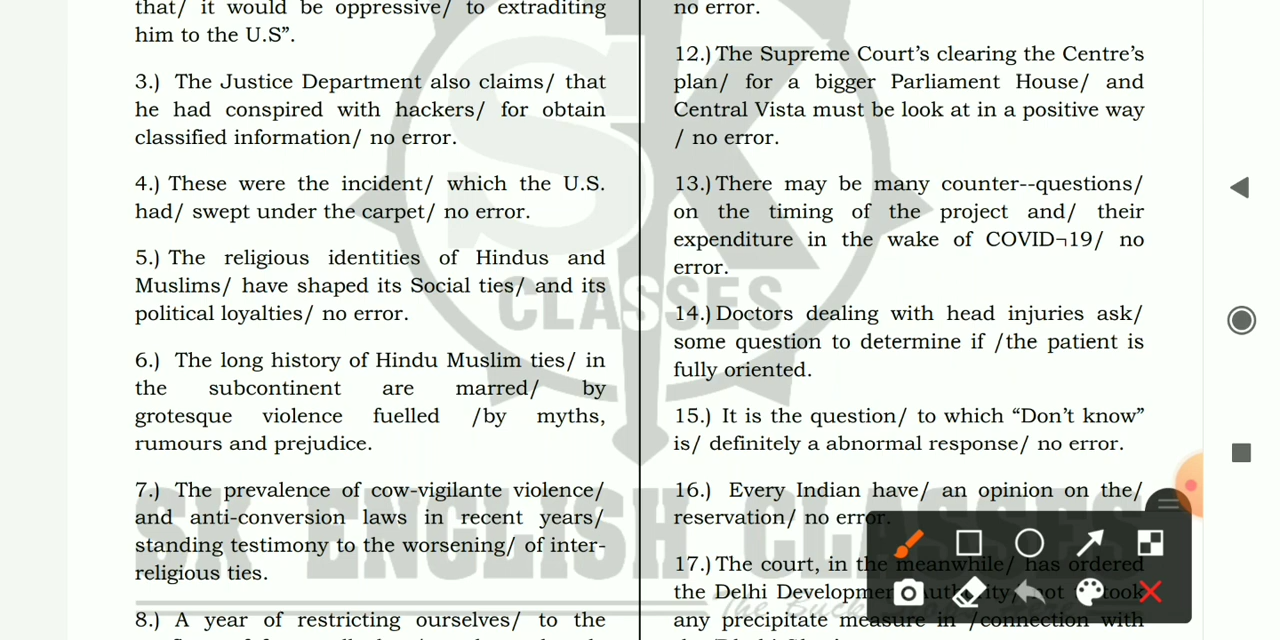 that/ it would be oppressive/ to extraditing
him to the U.S”.
3.) The Justice Department also claims/ that
he had conspired with hackers/ for obtain
classified information/ no error.
4.) These were the incident/ which the U.S.
had/ swept under the carpet/ no error.
5.) The religious identities of Hindus and
Muslims/ have shaped its Social ties/ and its
political loyalties/ no error.
6.) The long history of Hindu Muslim ties/ in
the subcontinent are marred/ by
grotesque violence fuelled /by myths,
rumours and prejudice.
7.) The prevalence of cow-vigilante violence/
and anti-conversion laws in recent years/
standing testimony to the worsening/ of inter-
religious ties.
8.) A year of restricting ourselves/ to the
no error.
12.) The Supreme Court’s clearing the Centre’s
plan/ for a bigger Parliament House/ and
Central Vista must be look at in a positive way
/ no error.
13.) There may be many counter--questions/
on the timing of the project and/ their
expenditure in the wake of COVID¬19/ no
error.
14.) Doctors dealing with head injuries ask/
some question to determine if /the patient is
fully oriented.
15.) It is the question/ to which “Don’t know”
is/ definitely a abnormal response/ no error.
16.) Every Indian have/ an opinion on the/
reservation/ no error.
17.) The court, in the meanwhile/ has ordered
the Delhi Development
any precipitate measure in /connection with
SK
CLASSES
SK ENGLISH CLASSES